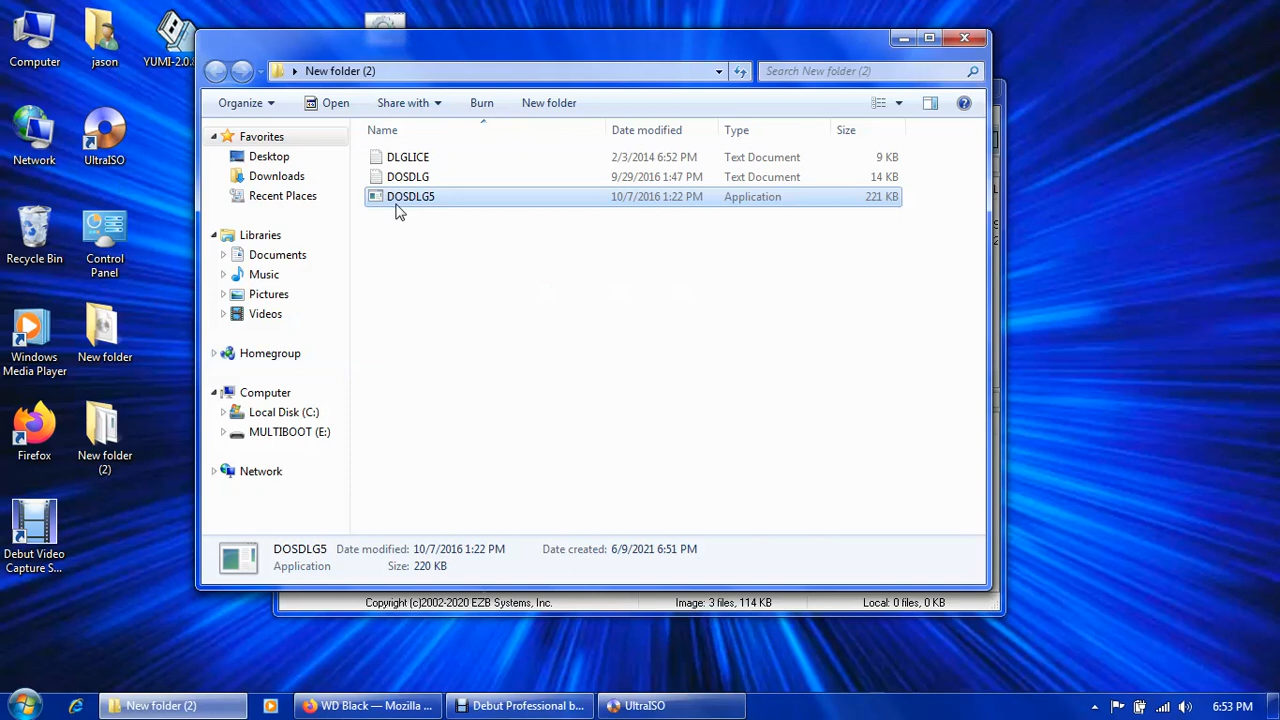 Computer
jason
YUMI-2.0.8
Network
UltraISO
Recycle Bin
Control
Panel
Windows
Media Player
New folder
Firefox
New folder
(2)
Debut Video
Capture S...
New folder (2)
Search New folder (2)
Organize
Open
Share with
Burn
New folder
Favorites
Desktop
Downloads
Recent Places
Libraries
Documents
Music
Pictures
Videos
Homegroup
Computer
Local Disk (C:)
MULTIBOOT (E:)
Network
Name Date modified Type Size
DLGLICE 2/3/2014 6:52 PM Text Document 9 KB
DOSDLG 9/29/2016 1:47 PM Text Document 14 KB
DOSDLG5 10/7/2016 1:22 PM Application 221 KB
DOSDLG5 Date modified: 10/7/2016 1:22 PM Date created: 6/9/2021 6:51 PM
Application Size: 220 KB
Copyright (c)2002-2020 EZB Systems, Inc. Image: 3 files, 114 KB Local: 0 files, 0 KB
New folder (2)
WD Black — Mozilla ...
Debut Professional b...
UltraISO
6:53 PM